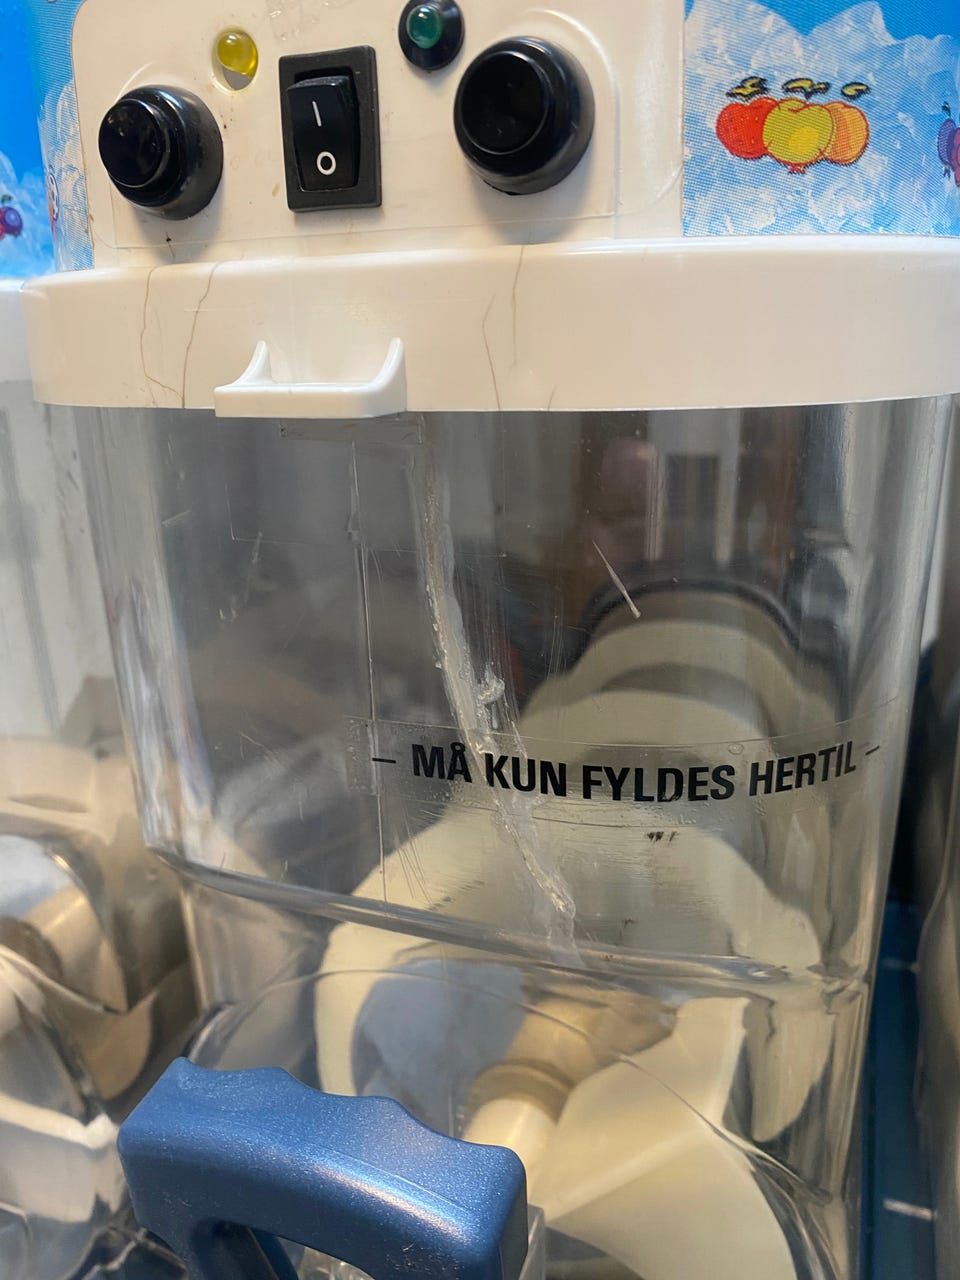 – MÅ KUN FYLDES HERTIL –